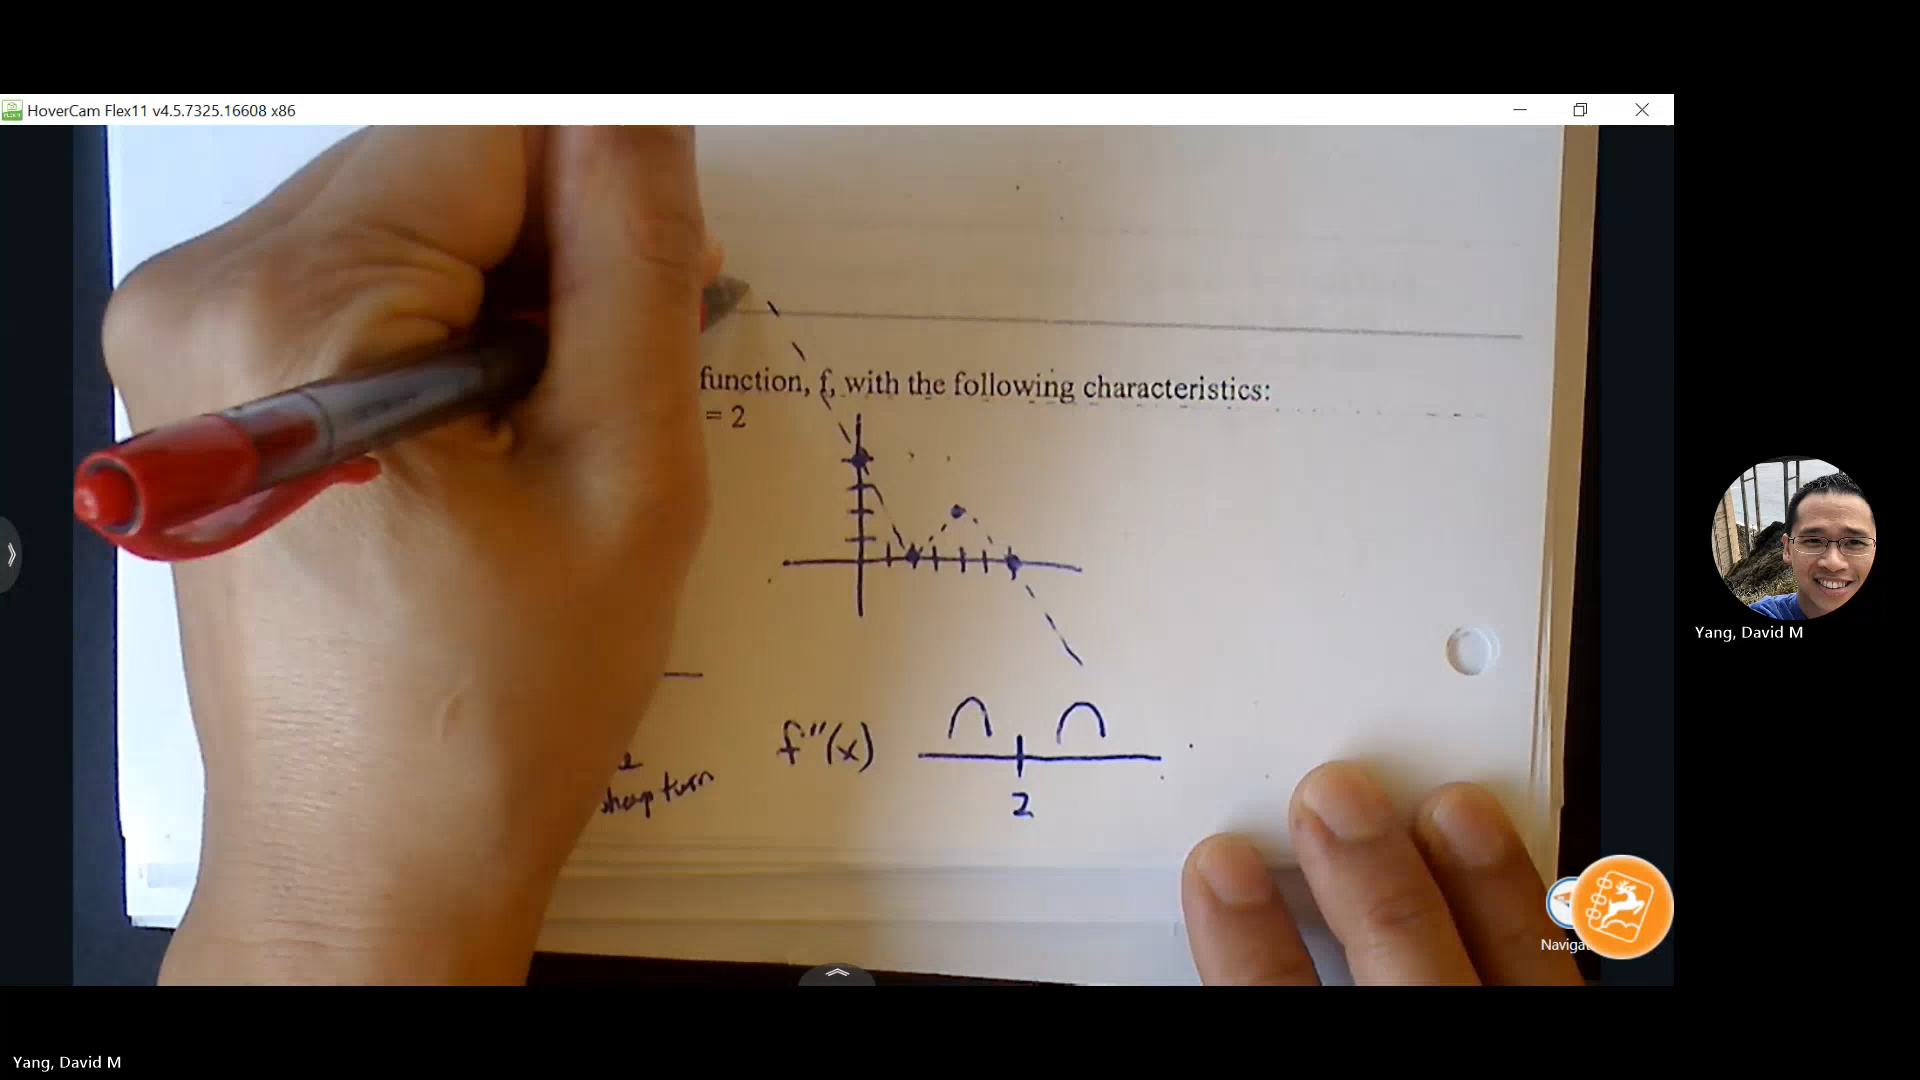 HoverCam Flex11 v4.5.7325.16608 x86
function, f, with the following characteristics:
= 2
f''(x)
2
turn
Yang, David M
Yang, David M